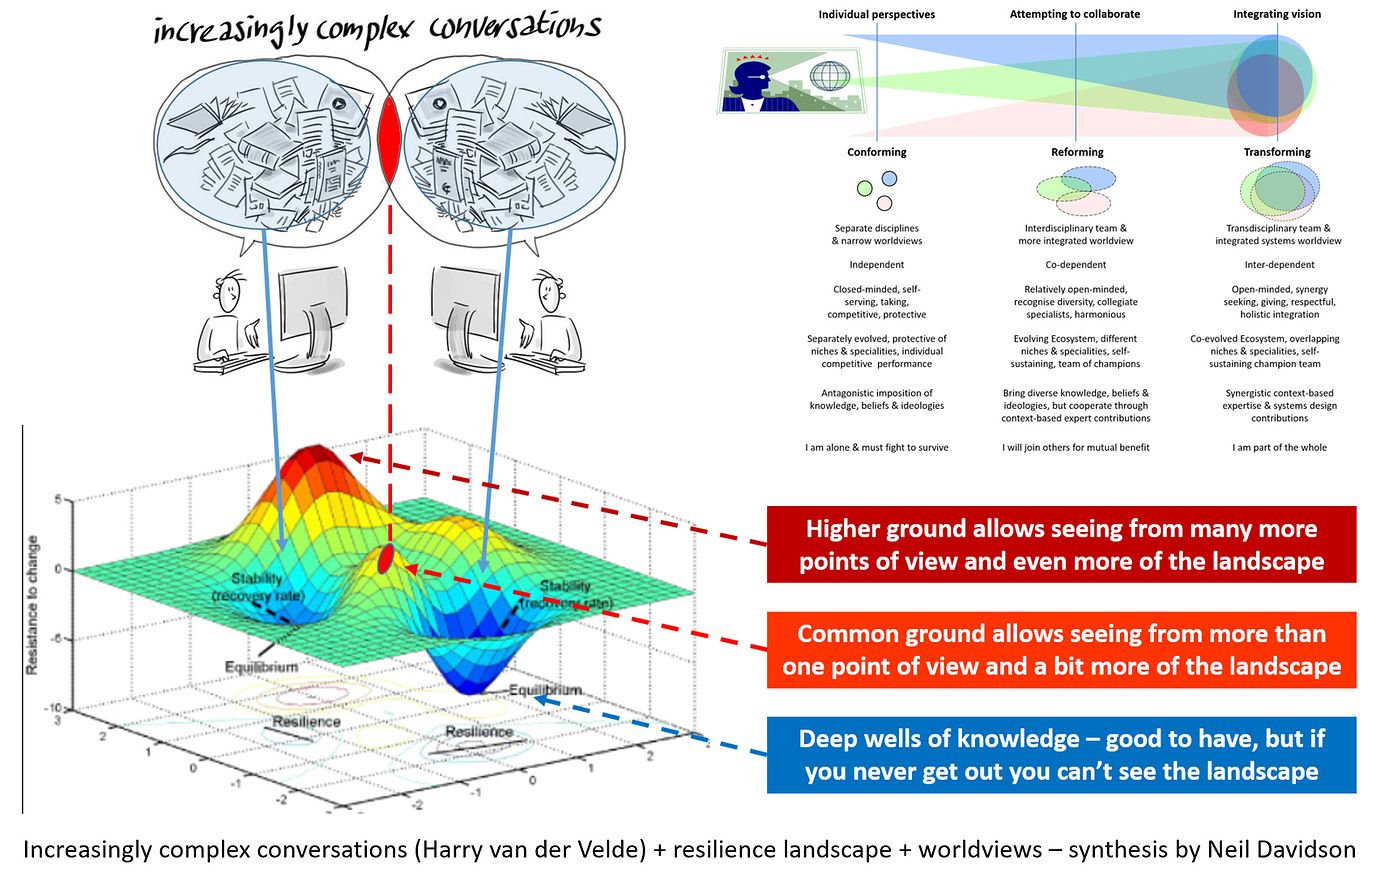 increasingly complex conversations
Individual perspectives
Attempting to collaborate
Integrating vision
Conforming
Reforming
Transforming
Separate disciplines
& narrow worldviews
Interdisciplinary team &
more integrated worldview
Transdisciplinary team &
integrated systems worldview
Independent
Co-dependent
Inter-dependent
Closed-minded, self-
serving, taking,
competitive, protective
Relatively open-minded,
recognise diversity, collegiate
specialists, harmonious
Open-minded, synergy
seeking, giving, respectful,
holistic integration
Separately evolved, protective of
niches & specialities, individual
competitive performance
Evolving Ecosystem, different
niches & specialities, self-
sustaining, team of champions
Co-evolved Ecosystem, overlapping
niches & specialities, self-
sustaining champion team
Antagonistic imposition of
knowledge, beliefs & ideologies
Bring diverse knowledge, beliefs &
ideologies, but cooperate through
context-based expert contributions
Synergistic context-based
expertise & systems design
contributions
I am alone & must fight to survive
I will join others for mutual benefit
I am part of the whole
Resistance to change
5
0
-5
-10
3
2
1
0
-1
-2
-2
-1
0
1
2
Stability
(recovery rate)
Stability
(recovery rate)
Equilibrium
Equilibrium
Resilience
Resilience
Higher ground allows seeing from many more
points of view and even more of the landscape
Common ground allows seeing from more than
one point of view and a bit more of the landscape
Deep wells of knowledge – good to have, but if
you never get out you can't see the landscape
Increasingly complex conversations (Harry van der Velde) + resilience landscape + worldviews – synthesis by Neil Davidson